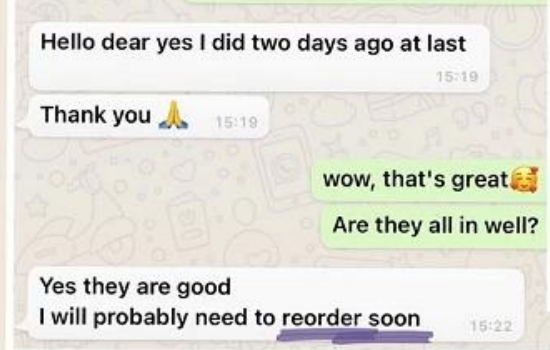 Hello dear yes I did two days ago at last
15:19
Thank you 🙏 15:19
wow, that's great🥰
Are they all in well?
Yes they are good
I will probably need to reorder soon 15:22